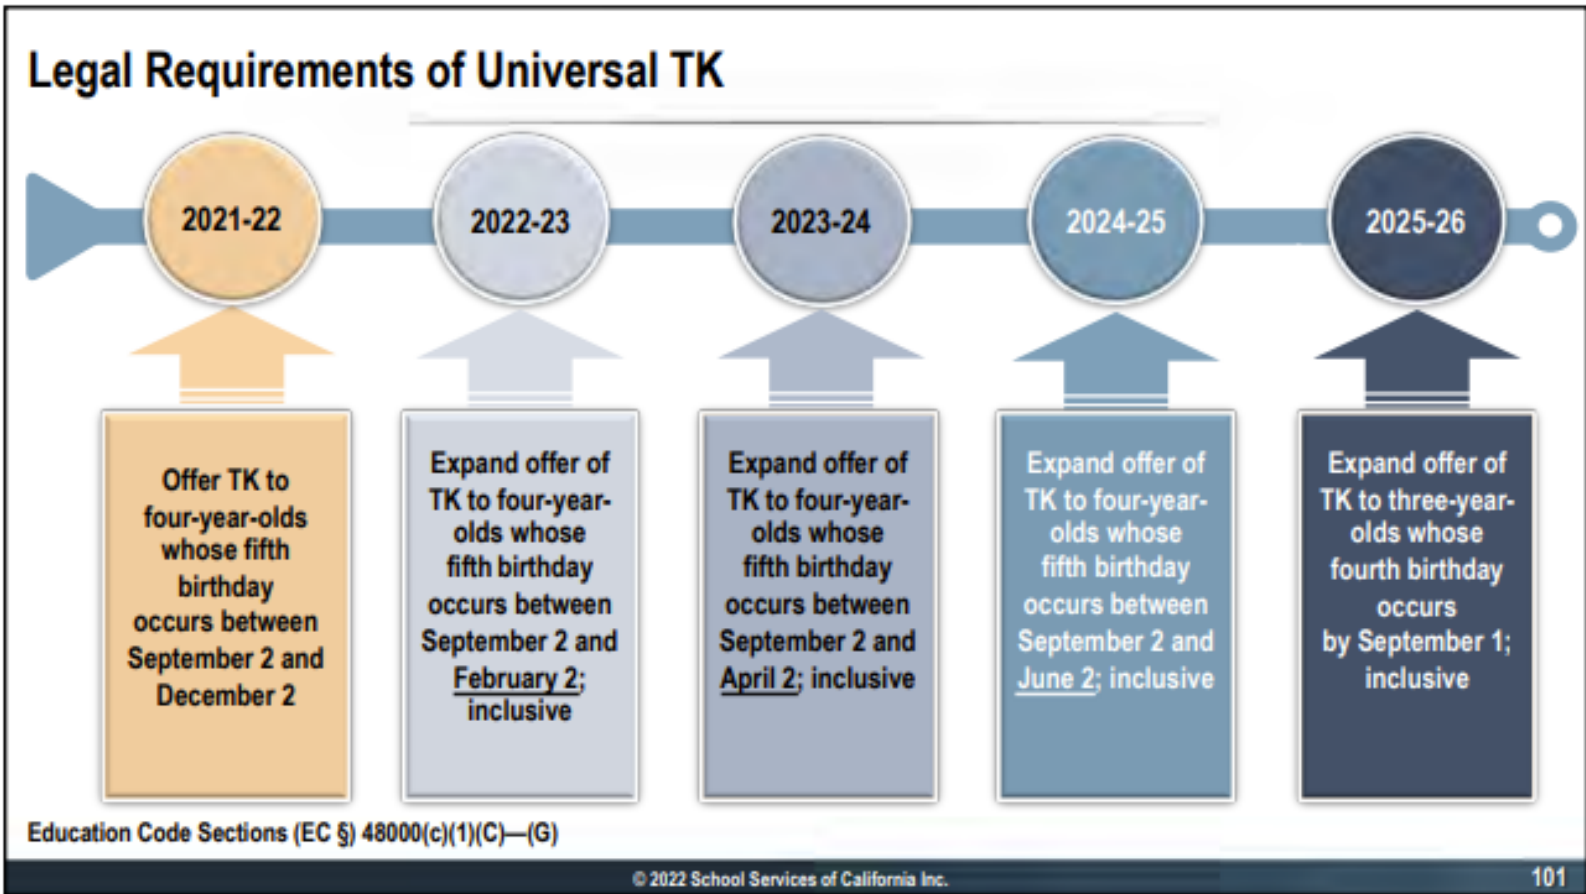 Legal Requirements of Universal TK
2021-22
2022-23
2023-24
2024-25
2025-26
Offer TK to
four-year-olds
whose fifth
birthday
occurs between
September 2 and
December 2
Expand offer of
TK to four-year-
olds whose
fifth birthday
occurs between
September 2 and
February 2;
inclusive
Expand offer of
TK to four-year-
olds whose
fifth birthday
occurs between
September 2 and
April 2; inclusive
Expand offer of
TK to four-year-
olds whose
fifth birthday
occurs between
September 2 and
June 2; inclusive
Expand offer of
TK to three-year-
olds whose
fourth birthday
occurs
by September 1;
inclusive
Education Code Sections (EC §) 48000(c)(1)(C)—(G)
© 2022 School Services of California Inc.
101